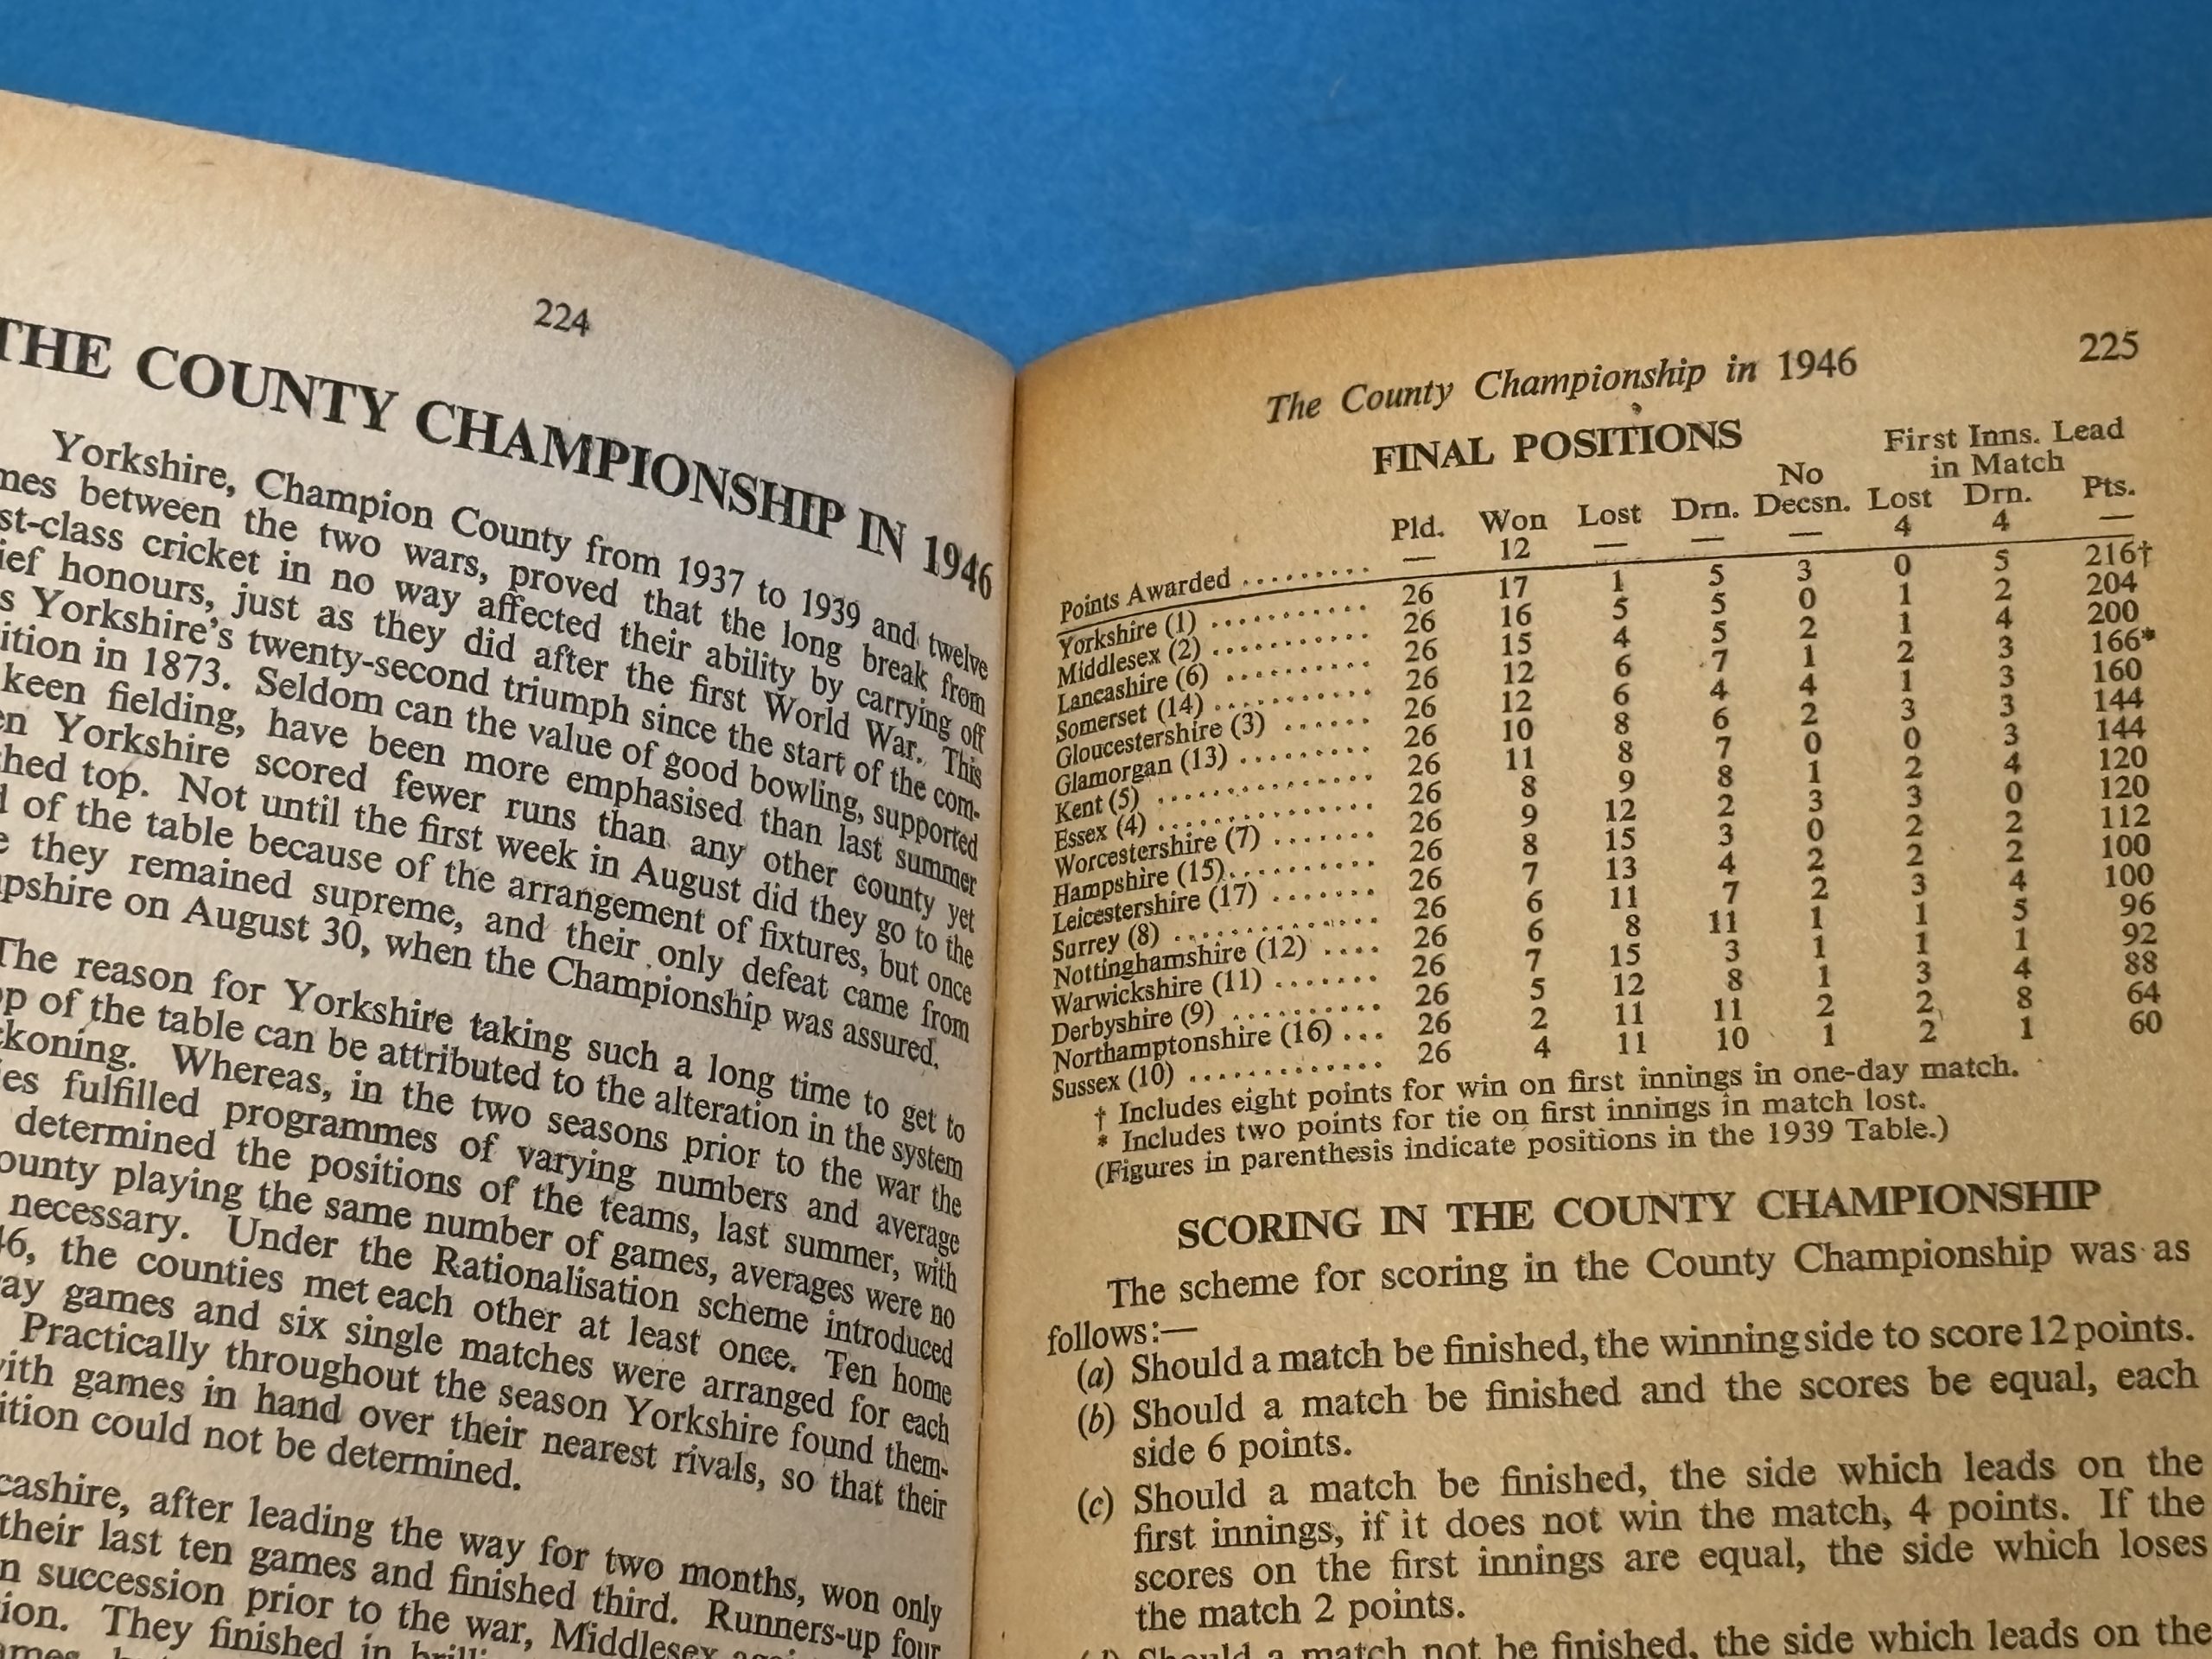 224
THE COUNTY CHAMPIONSHIP IN 1946
Yorkshire, Champion County from 1937 to 1939 and twelve
mes between the two wars, proved that the long break from
st-class cricket in no way affected their ability by carrying off
ief honours, just as they did after the first World War. This
s Yorkshire's twenty-second triumph since the start of the com-
ition in 1873. Seldom can the value of good bowling, supported
keen fielding, have been more emphasised than last summer
en Yorkshire scored fewer runs than any other county yet
hed top. Not until the first week in August did they go to the
d of the table because of the arrangement of fixtures, but once
e they remained supreme, and their only defeat came from
pshire on August 30, when the Championship was assured.
The reason for Yorkshire taking such a long time to get to
op of the table can be attributed to the alteration in the system
ckoning. Whereas, in the two seasons prior to the war the
ies fulfilled programmes of varying numbers and average
determined the positions of the teams, last summer, with
ounty playing the same number of games, averages were no
necessary. Under the Rationalisation scheme introduced
46, the counties met each other at least once. Ten home
ay games and six single matches were arranged for each
Practically throughout the season Yorkshire found them-
ith games in hand over their nearest rivals, so that their
ition could not be determined.
cashire, after leading the way for two months, won only
their last ten games and finished third. Runners-up four
n succession prior to the war, Middlesex
ion. They finished in
The County Championship in 1946 225
FINAL POSITIONS
First Inns. Lead
No in Match
Pld. Won Lost Drn. Decsn. Lost Drn. Pts.
Points Awarded ......... — 12 — — — 4 4 —
Yorkshire (1) .......... 26 17 1 5 3 0 5 216†
Middlesex (2) .......... 26 16 5 5 0 1 2 204
Lancashire (6) ......... 26 15 4 5 2 1 4 200
Somerset (14) .......... 26 12 6 7 1 2 3 166*
Gloucestershire (3) ...... 26 12 6 4 4 1 3 160
Glamorgan (13) ......... 26 10 8 6 2 3 3 144
Kent (5) .............. 26 11 8 7 0 0 3 144
Essex (4) .............. 26 8 9 8 1 2 4 120
Worcestershire (7) ....... 26 9 12 2 3 3 0 120
Hampshire (15).......... 26 8 15 3 0 2 2 112
Leicestershire (17) ....... 26 7 13 4 2 2 2 100
Surrey (8) ............. 26 6 11 7 2 3 4 100
Nottinghamshire (12) .... 26 6 8 11 1 1 5 96
Warwickshire (11) ....... 26 7 15 3 1 1 1 92
Derbyshire (9) .......... 26 5 12 8 1 3 4 88
Northamptonshire (16) ... 26 2 11 11 2 2 8 64
Sussex (10) ............. 26 4 11 10 1 2 1 60
† Includes eight points for win on first innings in one-day match.
* Includes two points for tie on first innings in match lost.
(Figures in parenthesis indicate positions in the 1939 Table.)
SCORING IN THE COUNTY CHAMPIONSHIP
The scheme for scoring in the County Championship was as
follows:—
(a) Should a match be finished, the winning side to score 12 points.
(b) Should a match be finished and the scores be equal, each
side 6 points.
(c) Should a match be finished, the side which leads on the
first innings, if it does not win the match, 4 points. If the
scores on the first innings are equal, the side which loses
the match 2 points.
Should a match not be finished, the side which leads on the